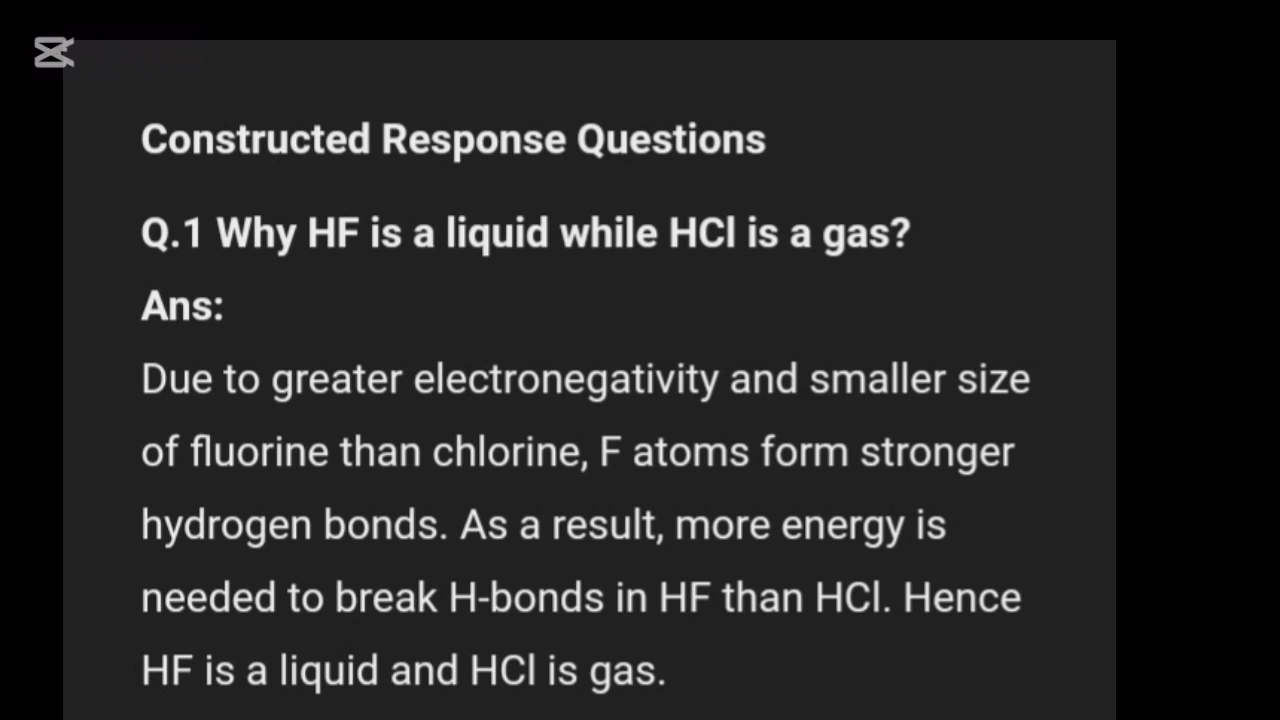 Constructed Response Questions
Q.1 Why HF is a liquid while HCl is a gas?
Ans:
Due to greater electronegativity and smaller size
of fluorine than chlorine, F atoms form stronger
hydrogen bonds. As a result, more energy is
needed to break H-bonds in HF than HCl. Hence
HF is a liquid and HCl is gas.